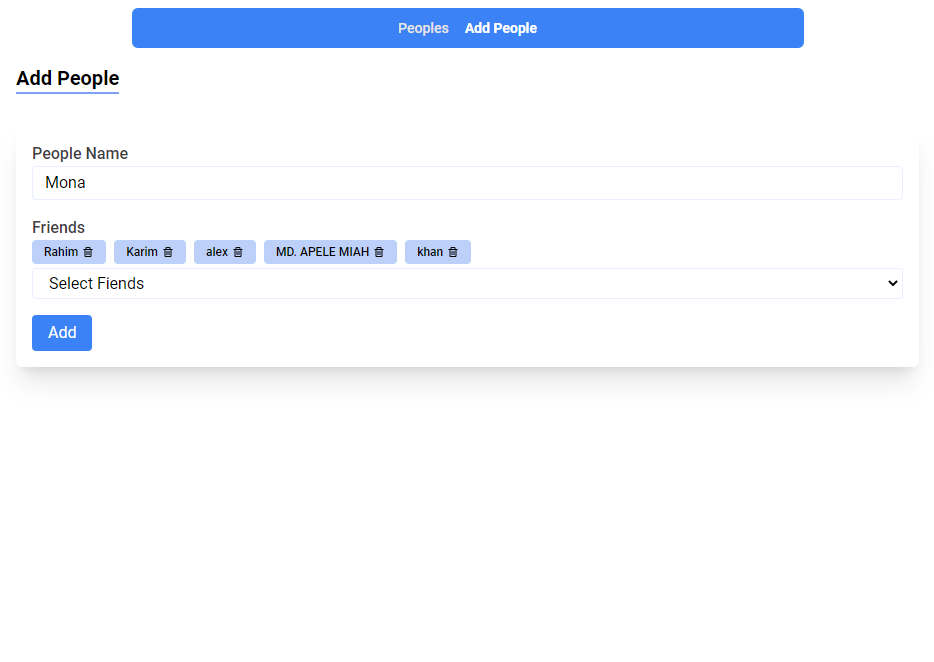 Peoples Add People
Add People
People Name
Mona
Friends
Rahim Karim alex MD. APELE MIAH khan
Select Fiends
Add